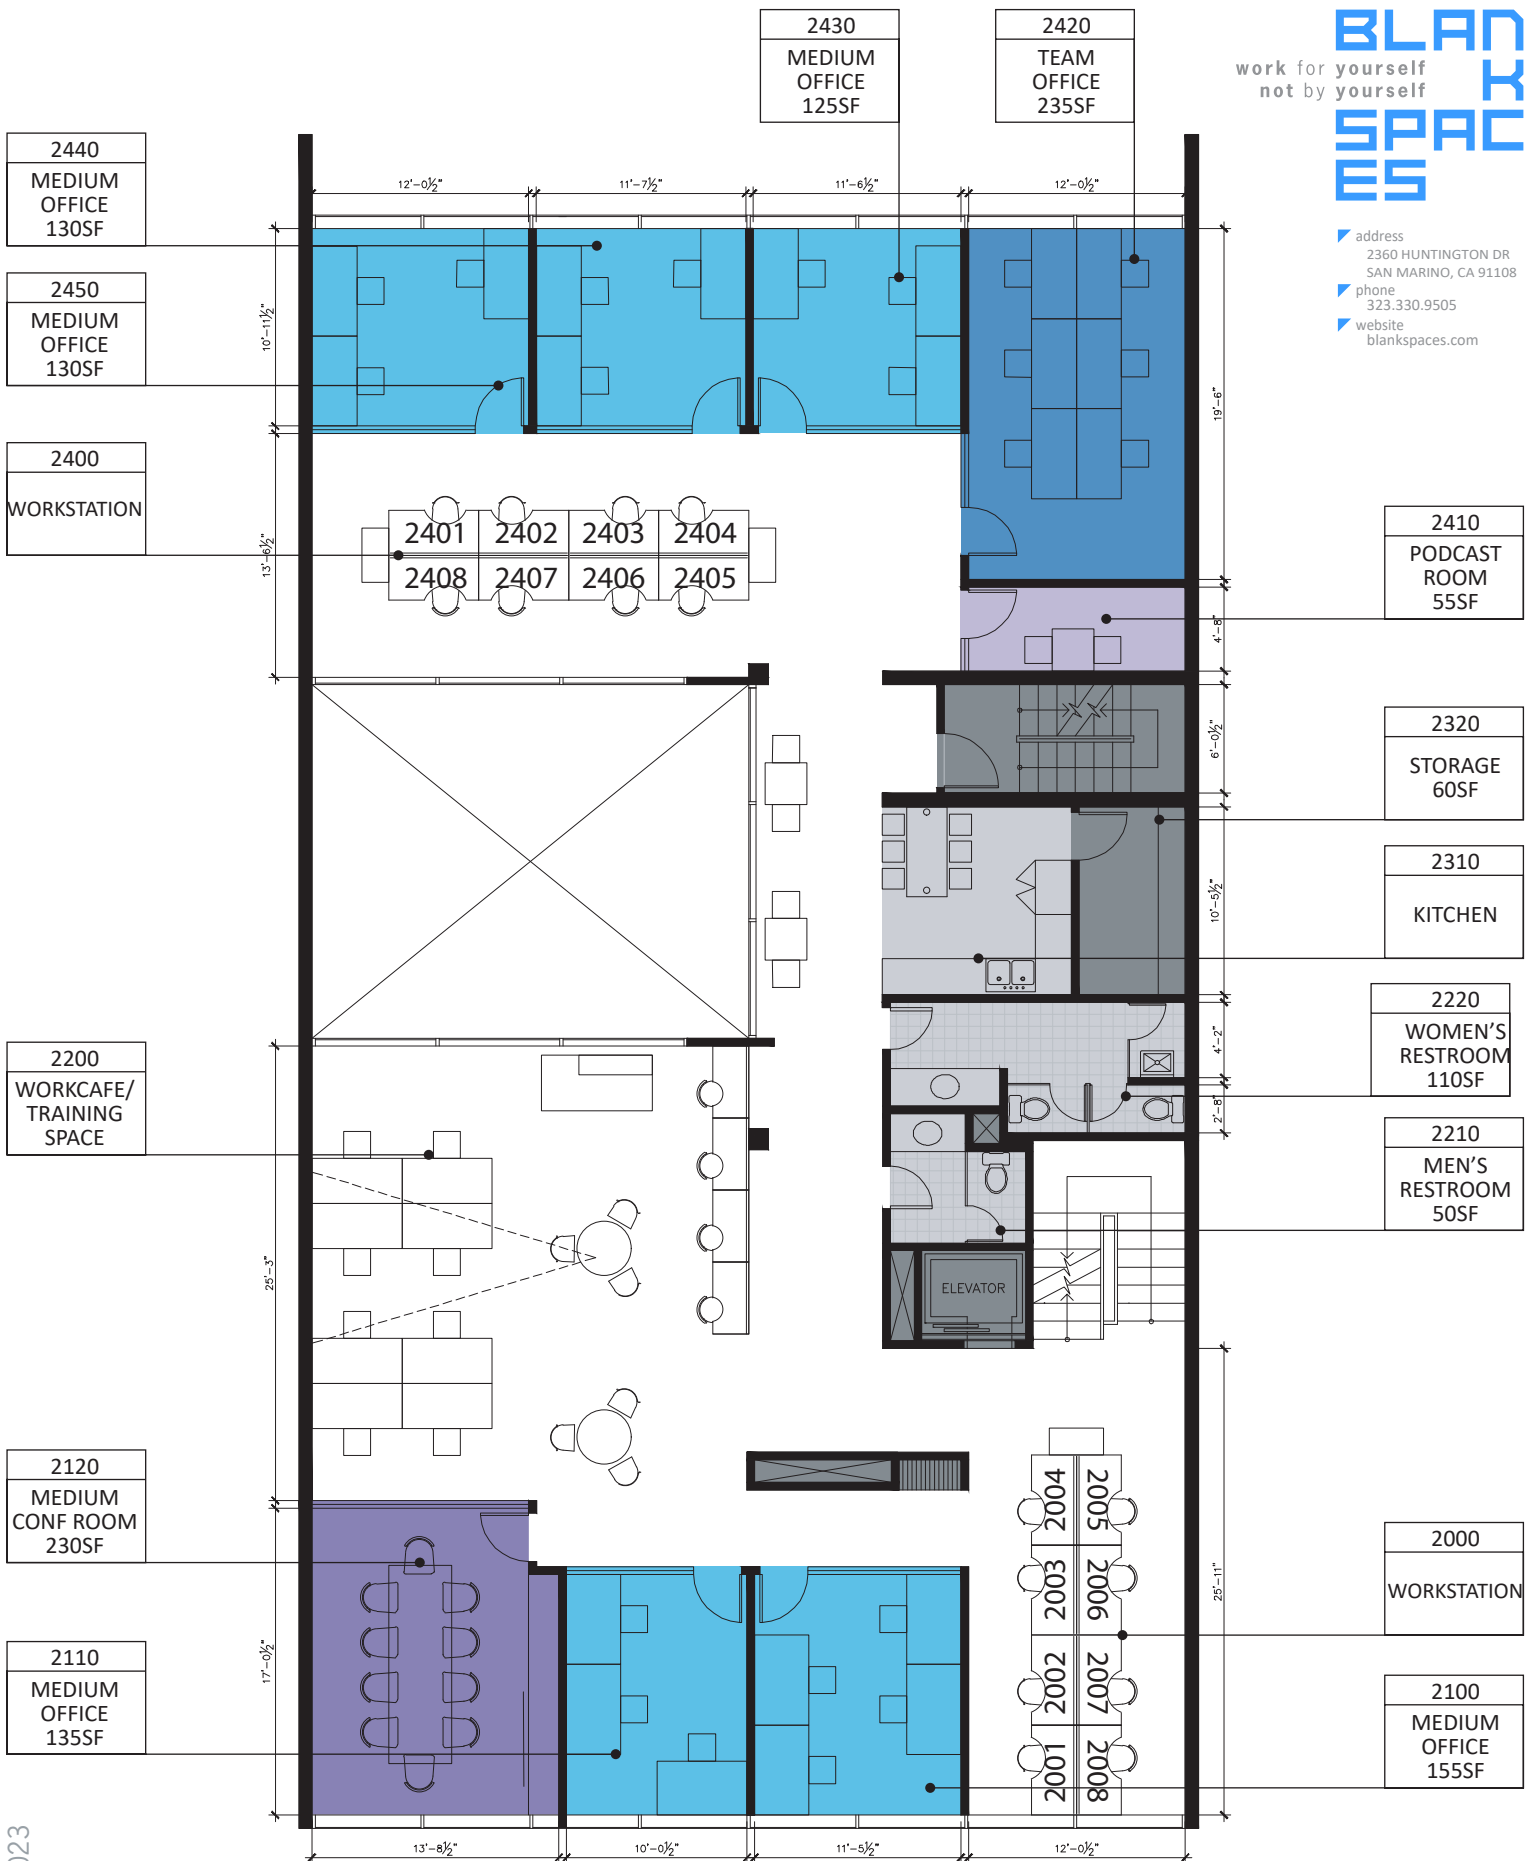 2430
MEDIUM
OFFICE
125SF
2420
TEAM
OFFICE
235SF
BLAN
K
SPAC
ES
work for yourself
not by yourself
address
2360 HUNTINGTON DR
SAN MARINO, CA 91108
phone
323.330.9505
website
blankspaces.com
2440
MEDIUM
OFFICE
130SF
2450
MEDIUM
OFFICE
130SF
2400
WORKSTATION
12'-0½"
11'-7½"
11'-6½"
12'-0½"
10'-11½"
19'-6"
13'-6½"
2401 2402 2403 2404
2408 2407 2406 2405
2410
PODCAST
ROOM
55SF
4'-8"
6'-0½"
2320
STORAGE
60SF
10'-5½"
2310
KITCHEN
2220
WOMEN'S
RESTROOM
110SF
4'-2"
2'-8"
2200
WORKCAFE/
TRAINING
SPACE
2210
MEN'S
RESTROOM
50SF
25'-3"
ELEVATOR
2120
MEDIUM
CONF ROOM
230SF
2004 2005
2003 2006
2002 2007
2001 2008
25'-11"
2000
WORKSTATION
17'-0½"
2110
MEDIUM
OFFICE
135SF
2100
MEDIUM
OFFICE
155SF
13'-8½"
10'-0½"
11'-5½"
12'-0½"